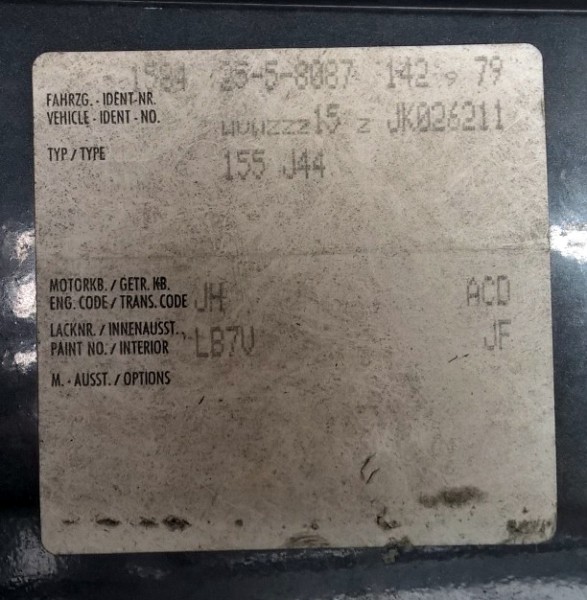 1584 25-5-8087 142 79
FAHRZG. - IDENT-NR.
VEHICLE - IDENT - NO. WVWZZZ15 Z JK026211
TYP / TYPE 155 J44
MOTORKB. / GETR. KB.
ENG. CODE / TRANS. CODE JH ACD
LACKNR. / INNENAUSST.
PAINT NO. / INTERIOR LB7V JF
M. - AUSST. / OPTIONS